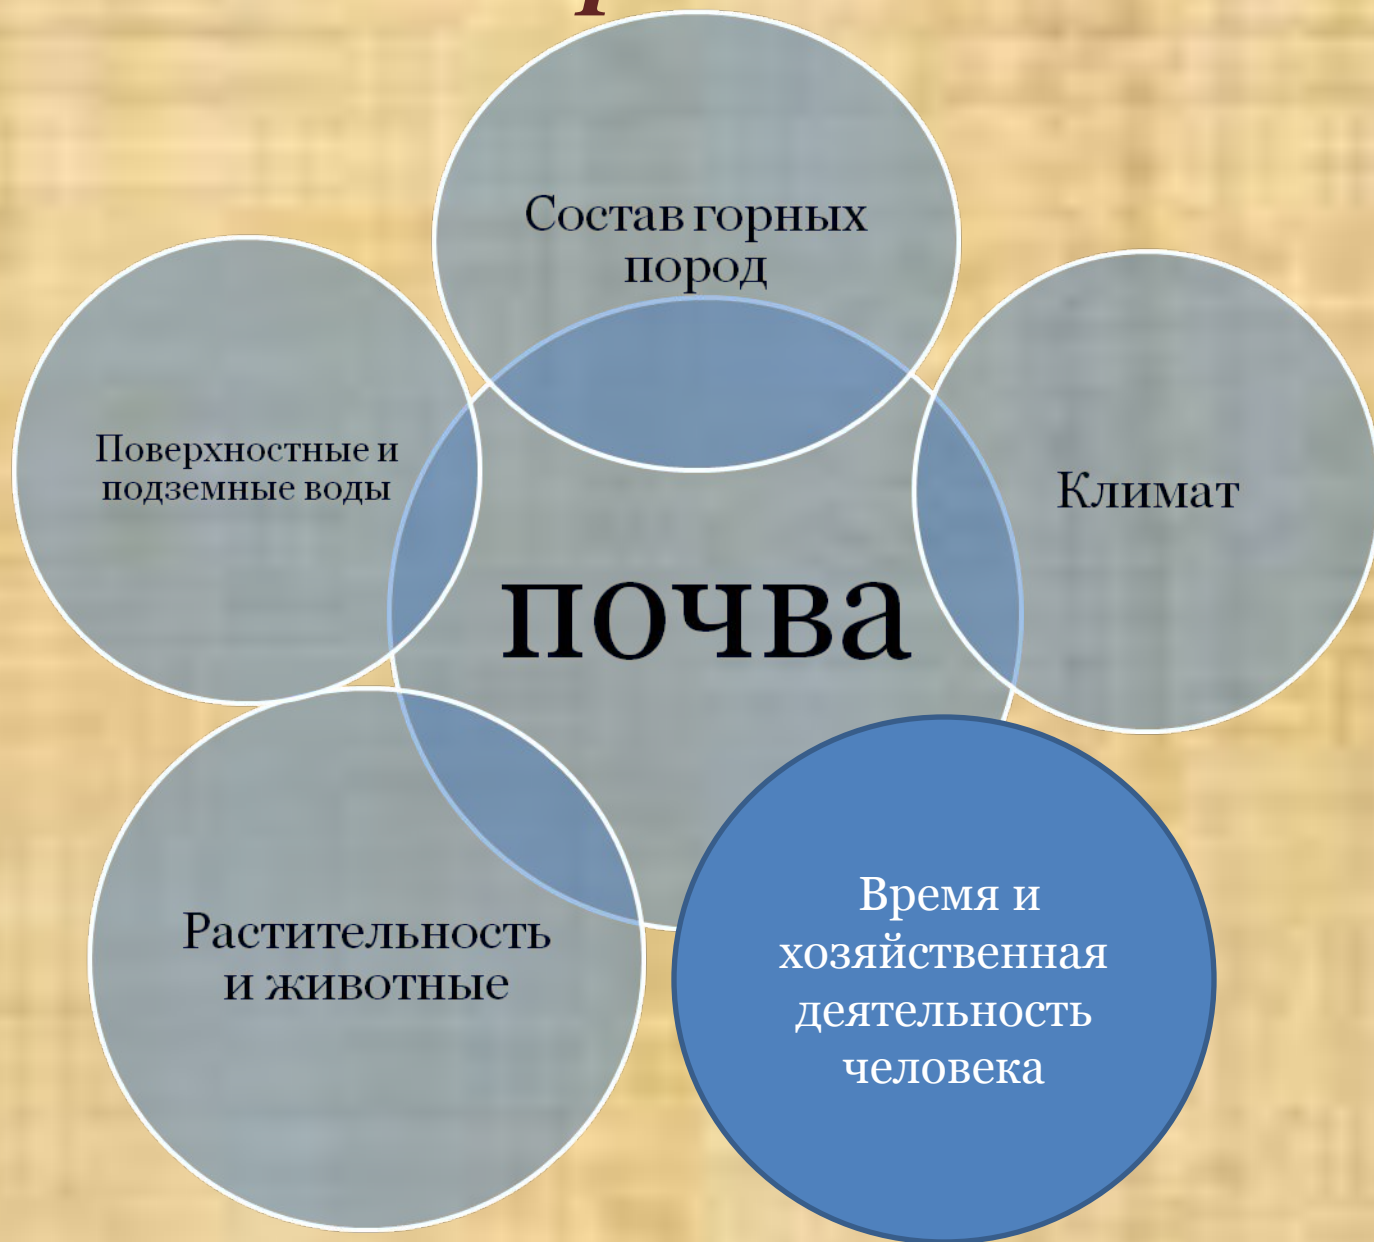 Состав горных
пород
Поверхностные и
подземные воды
Климат
почва
Растительность
и животные
Время и
хозяйственная
деятельность
человека